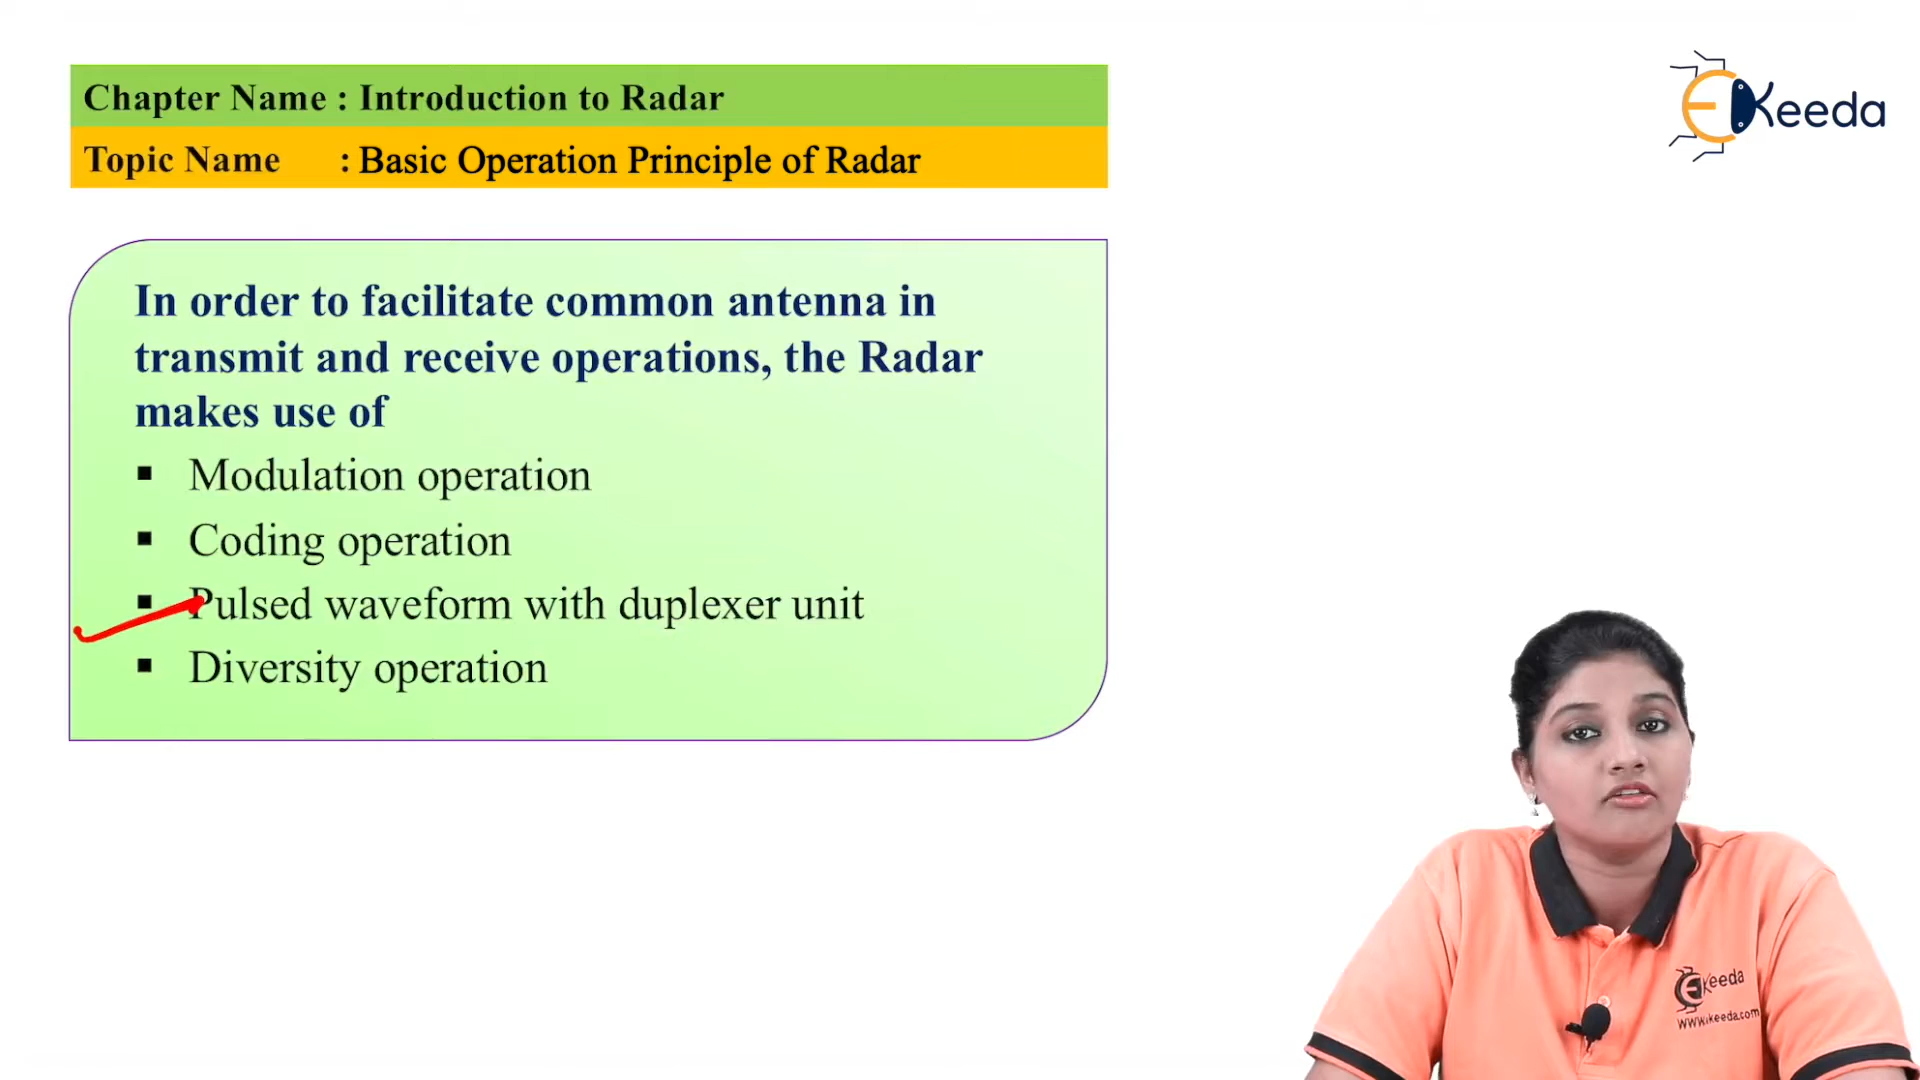 Chapter Name : Introduction to Radar
Topic Name : Basic Operation Principle of Radar
EKeeda
In order to facilitate common antenna in
transmit and receive operations, the Radar
makes use of
▪ Modulation operation
▪ Coding operation
▪ Pulsed waveform with duplexer unit
▪ Diversity operation
EKeeda
www.ekeeda.com